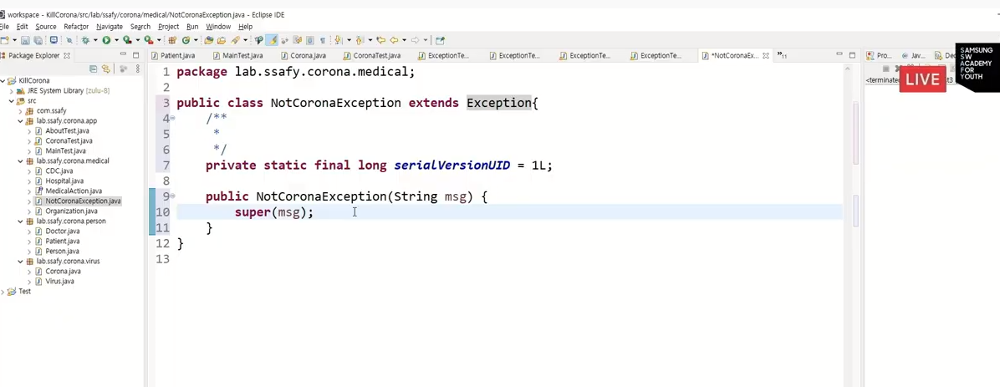 workspace - KillCorona/src/lab/ssafy/corona/medical/NotCoronaException.java - Eclipse IDE
File Edit Source Refactor Navigate Search Project Run Window Help
Package Explorer
Patient.java MainTest.java Corona.java CoronaTest.java ExceptionTe... ExceptionTe... ExceptionTe... ExceptionTe... *NotCoronaEx... »11
Pro... @ Jav... Dec
SAMSUNG
SW
ACADEMY
FOR
YOUTH
LIVE
<terminated
KillCorona
JRE System Library [zulu-8]
src
com.ssafy
lab.ssafy.corona.app
AboutTest.java
CoronaTest.java
MainTest.java
lab.ssafy.corona.medical
CDC.java
Hospital.java
MedicalAction.java
NotCoronaException.java
Organization.java
lab.ssafy.corona.person
Doctor.java
Patient.java
Person.java
lab.ssafy.corona.virus
Corona.java
Virus.java
Test
1 package lab.ssafy.corona.medical;
2
3 public class NotCoronaException extends Exception{
4 /**
5 *
6 */
7 private static final long serialVersionUID = 1L;
8
9 public NotCoronaException(String msg) {
10 super(msg);
11 }
12 }
13